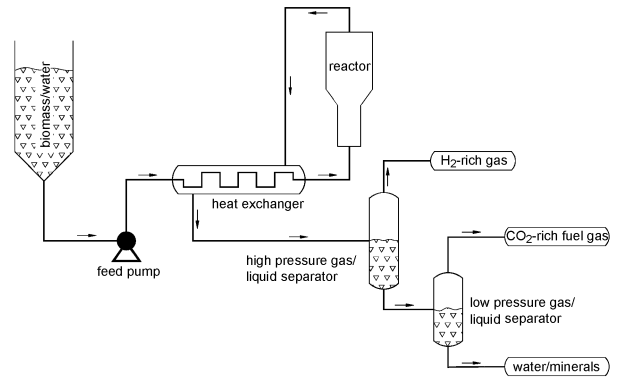 biomass/water
reactor
H2-rich gas
heat exchanger
CO2-rich fuel gas
feed pump
high pressure gas/
liquid separator
low pressure gas/
liquid separator
water/minerals